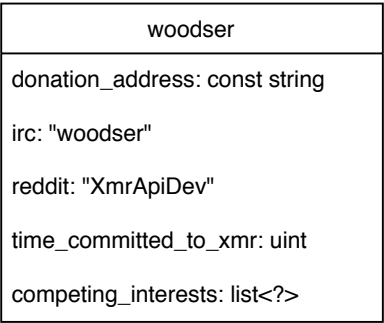 woodser
donation_address: const string
irc: "woodser"
reddit: "XmrApiDev"
time_committed_to_xmr: uint
competing_interests: list<?>